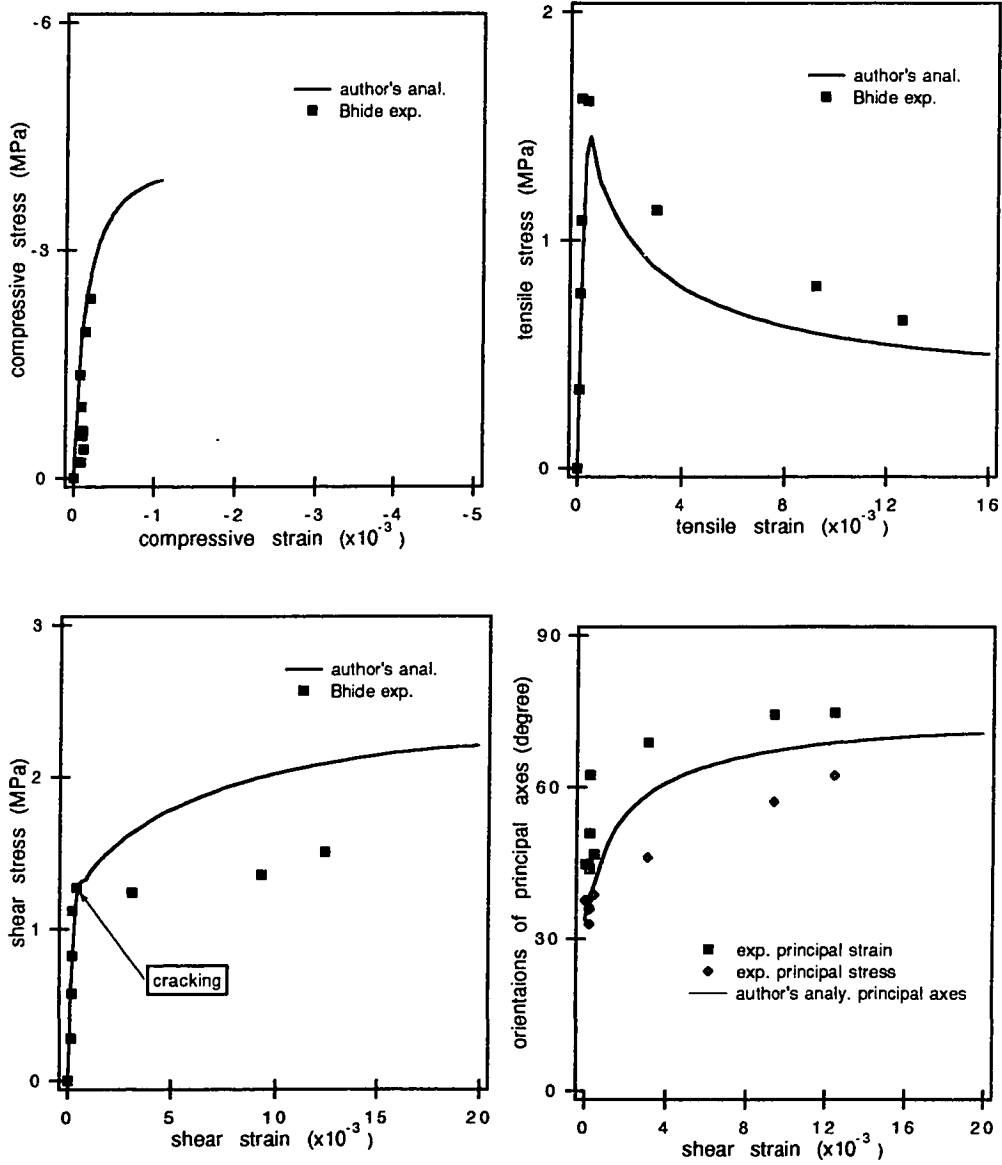 -6
-3
0
compressive stress (MPa)
author's anal.
Bhide exp.
0 -1 -2 -3 -4 -5
compressive strain (x10-3)
2
1
0
tensile stress (MPa)
author's anal.
Bhide exp.
0 4 8 12 16
tensile strain (x10-3)
3
2
1
0
shear stress (MPa)
author's anal.
Bhide exp.
cracking
0 5 10 15 20
shear strain (x10-3)
90
60
30
0
orientaions of principal axes (degree)
exp. principal strain
exp. principal stress
author's analy. principal axes
0 4 8 12 16 20
shear strain (x10-3)